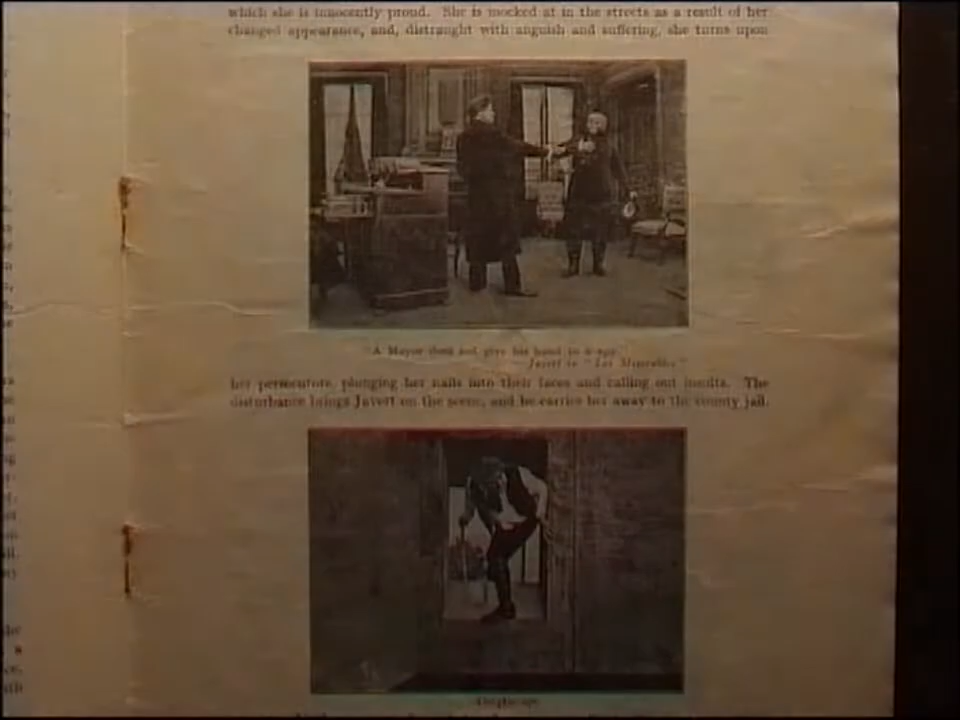 which she is innocently proud. She is mocked at in the streets as a result of her
changed appearance, and, distraught with anguish and suffering, she turns upon
"A Mayor does not give his hand to a spy"
Javert in "Les Miserables"
her persecutors, plunging her nails into their faces and calling out insults. The
disturbance brings Javert on the scene, and he carries her away to the county jail.